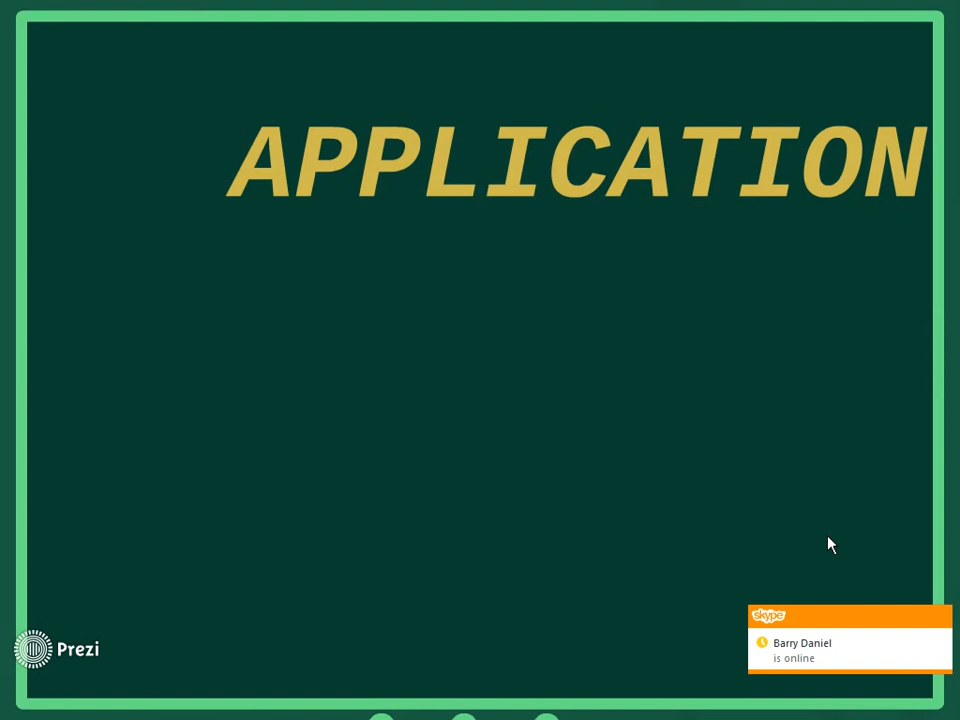 APPLICATION
Prezi
skype
Barry Daniel
is online